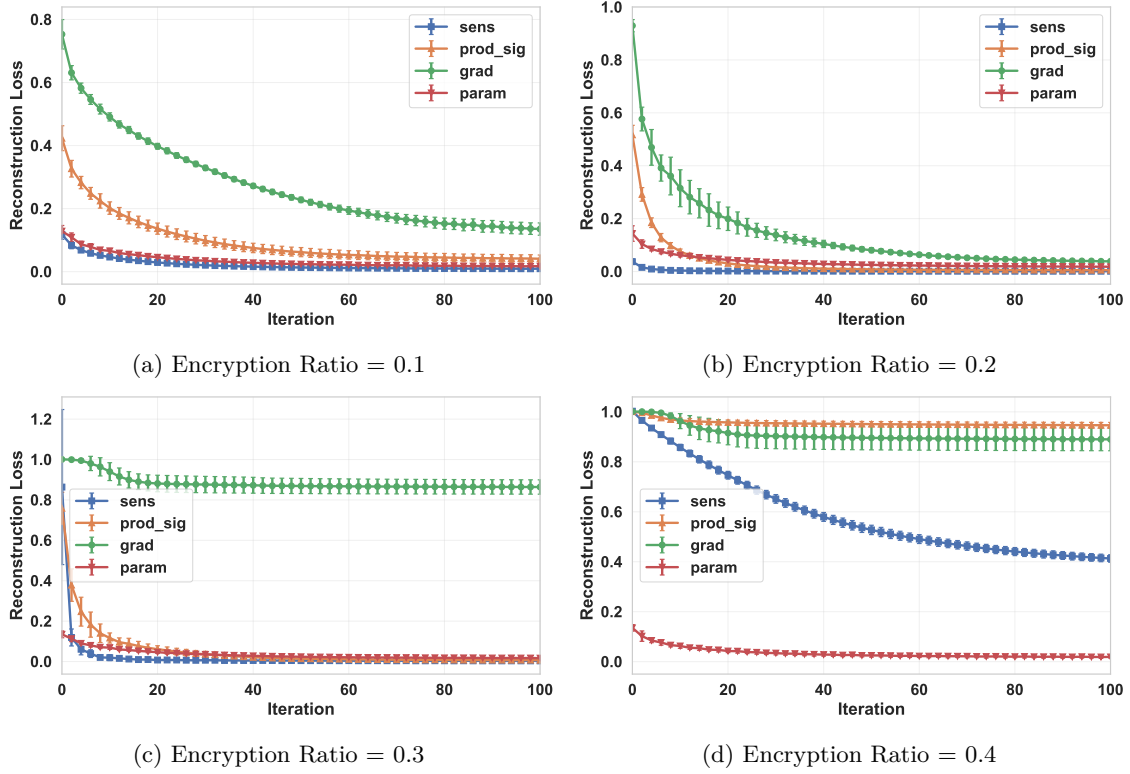 0.8
0.6
0.4
0.2
0.0
Reconstruction Loss
sens
prod_sig
grad
param
0 20 40 60 80 100
Iteration
(a) Encryption Ratio = 0.1
1.0
0.8
0.6
0.4
0.2
0.0
Reconstruction Loss
sens
prod_sig
grad
param
0 20 40 60 80 100
Iteration
(b) Encryption Ratio = 0.2
1.2
1.0
0.8
0.6
0.4
0.2
0.0
Reconstruction Loss
sens
prod_sig
grad
param
0 20 40 60 80 100
Iteration
(c) Encryption Ratio = 0.3
1.0
0.8
0.6
0.4
0.2
0.0
Reconstruction Loss
sens
prod_sig
grad
param
0 20 40 60 80 100
Iteration
(d) Encryption Ratio = 0.4